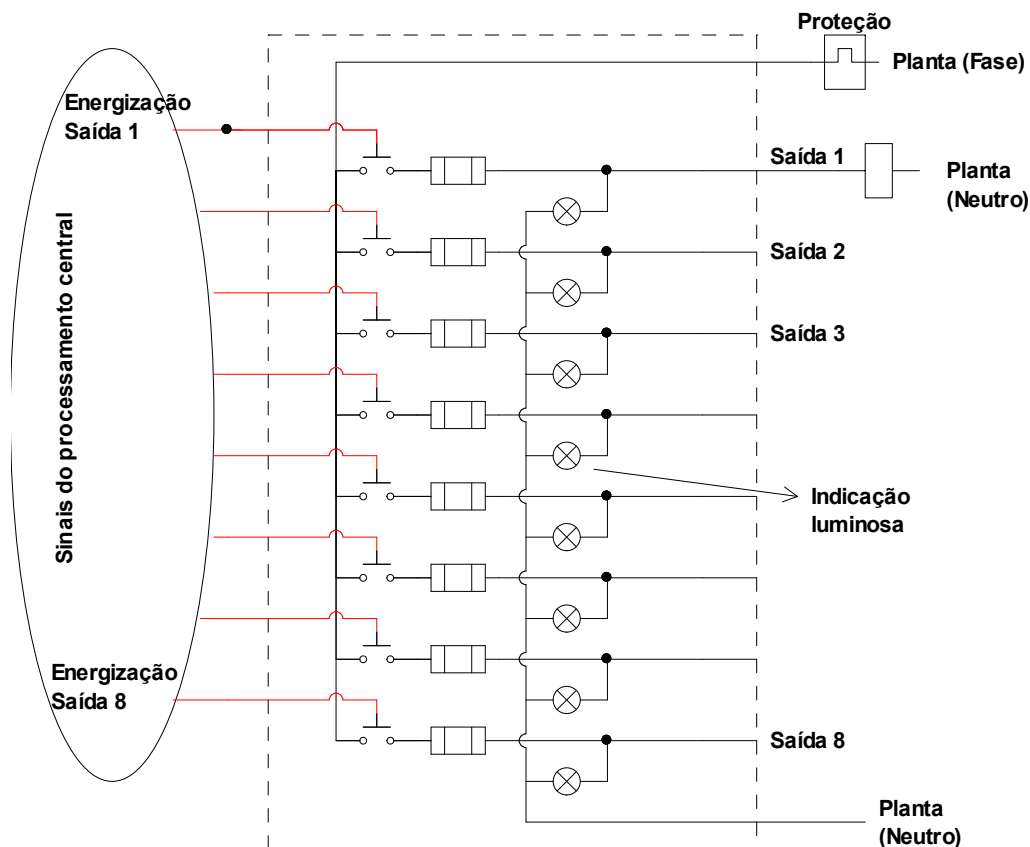 Proteção
Planta (Fase)
Energização
Saída 1
Saída 1
Planta
(Neutro)
Sinais do processamento central
Saída 2
Saída 3
Indicação
luminosa
Energização
Saída 8
Saída 8
Planta
(Neutro)